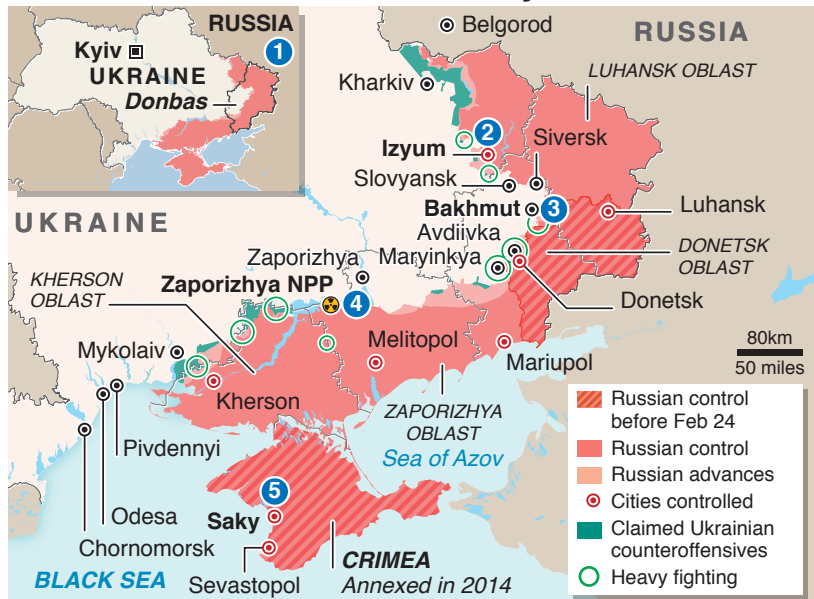 RUSSIA
1
Kyiv
UKRAINE
Donbas
Belgorod
RUSSIA
LUHANSK OBLAST
Kharkiv
2
Izyum
Siversk
Slovyansk
Bakhmut
3
Luhansk
Avdiivka
Maryinkya
DONETSK
OBLAST
Donetsk
UKRAINE
Zaporizhya
KHERSON
OBLAST
Zaporizhya NPP
4
Mykolaiv
Melitopol
Mariupol
80km
50 miles
Kherson
ZAPORIZHYA
OBLAST
Sea of Azov
Pivdennyi
Odesa
Chornomorsk
BLACK SEA
5
Saky
Sevastopol
CRIMEA
Annexed in 2014
Russian control
before Feb 24
Russian control
Russian advances
Cities controlled
Claimed Ukrainian
counteroffensives
Heavy fighting